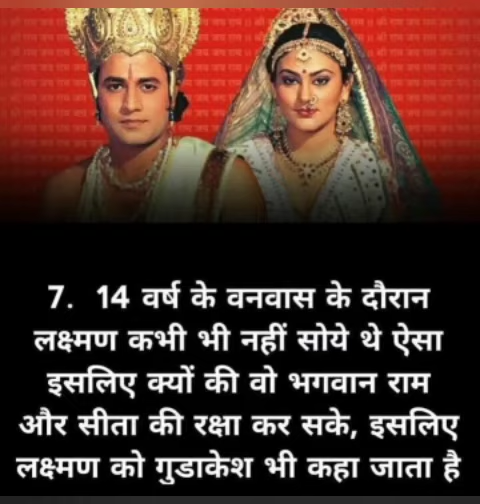 7. 14 वर्ष के वनवास के दौरान
लक्ष्मण कभी भी नहीं सोये थे ऐसा
इसलिए क्यों की वो भगवान राम
और सीता की रक्षा कर सके, इसलिए
लक्ष्मण को गुडाकेश भी कहा जाता है